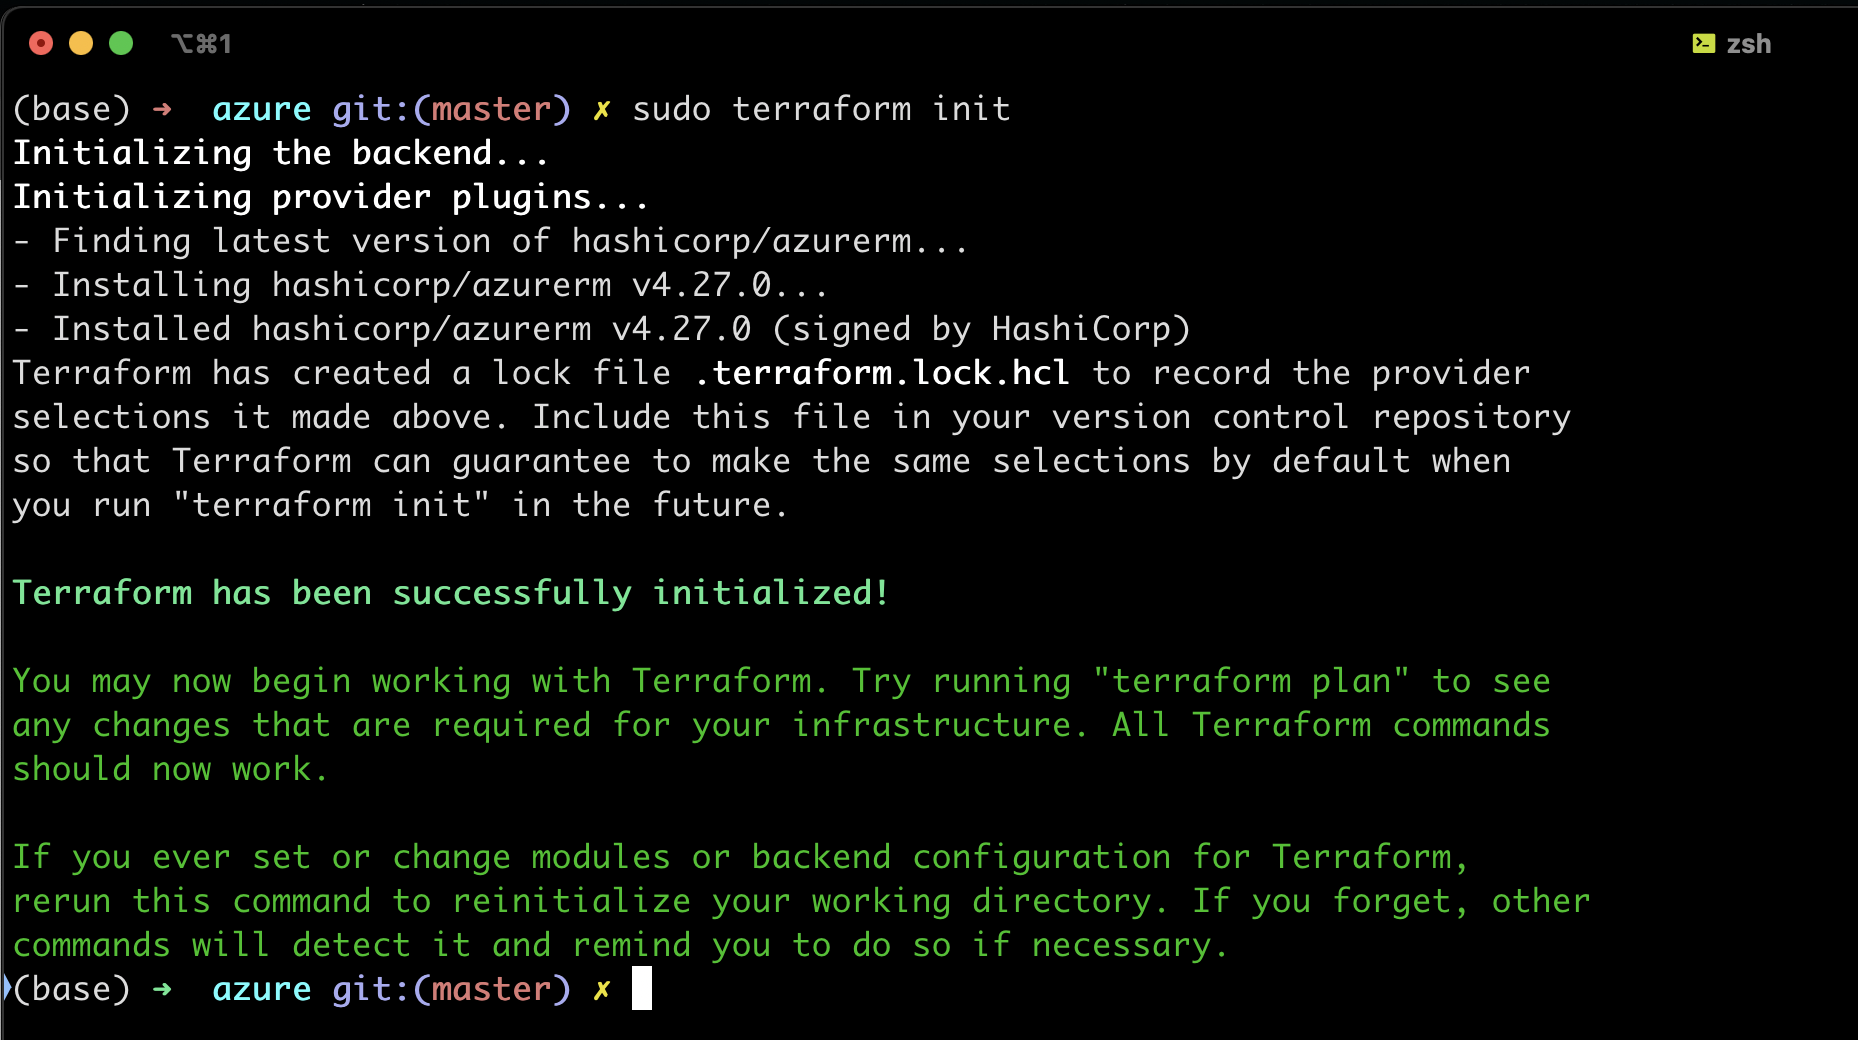 ⌥⌘1
zsh
(base) ➜  azure git:(master) ✗ sudo terraform init
Initializing the backend...
Initializing provider plugins...
- Finding latest version of hashicorp/azurerm...
- Installing hashicorp/azurerm v4.27.0...
- Installed hashicorp/azurerm v4.27.0 (signed by HashiCorp)
Terraform has created a lock file .terraform.lock.hcl to record the provider
selections it made above. Include this file in your version control repository
so that Terraform can guarantee to make the same selections by default when
you run "terraform init" in the future.
Terraform has been successfully initialized!
You may now begin working with Terraform. Try running "terraform plan" to see
any changes that are required for your infrastructure. All Terraform commands
should now work.
If you ever set or change modules or backend configuration for Terraform,
rerun this command to reinitialize your working directory. If you forget, other
commands will detect it and remind you to do so if necessary.
(base) ➜  azure git:(master) ✗